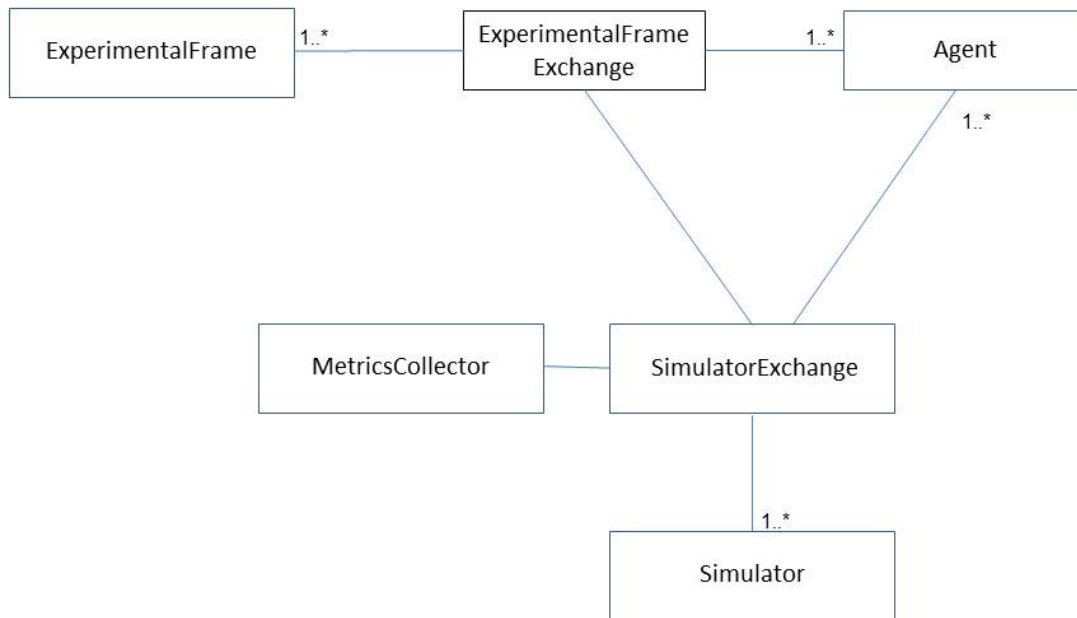 ExperimentalFrame
1..*
ExperimentalFrame
Exchange
1..*
Agent
1..*
MetricsCollector
SimulatorExchange
1..*
Simulator